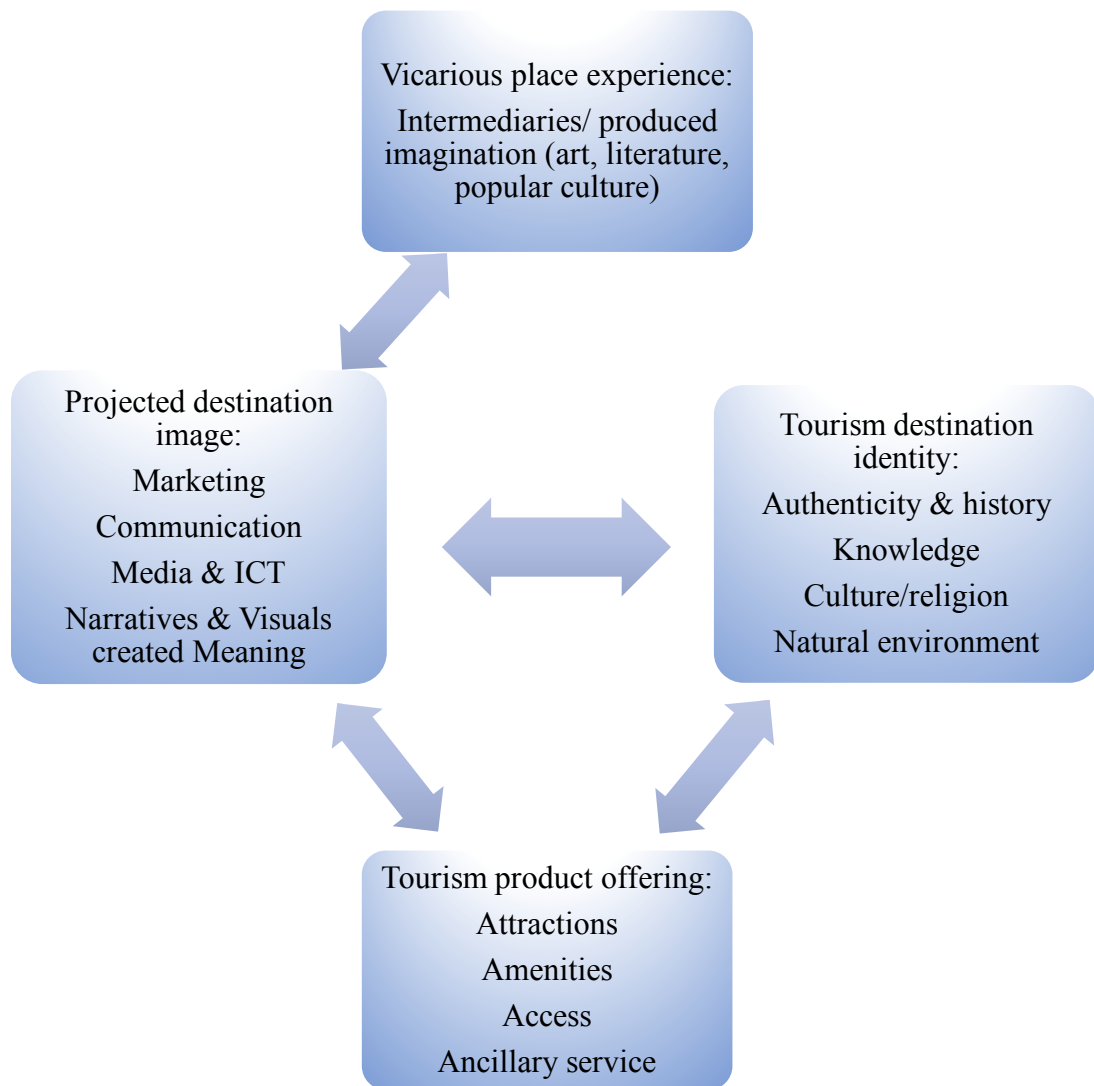 Vicarious place experience:
Intermediaries/ produced
imagination (art, literature,
popular culture)
Projected destination
image:
Marketing
Communication
Media & ICT
Narratives & Visuals
created Meaning
Tourism destination
identity:
Authenticity & history
Knowledge
Culture/religion
Natural environment
Tourism product offering:
Attractions
Amenities
Access
Ancillary service